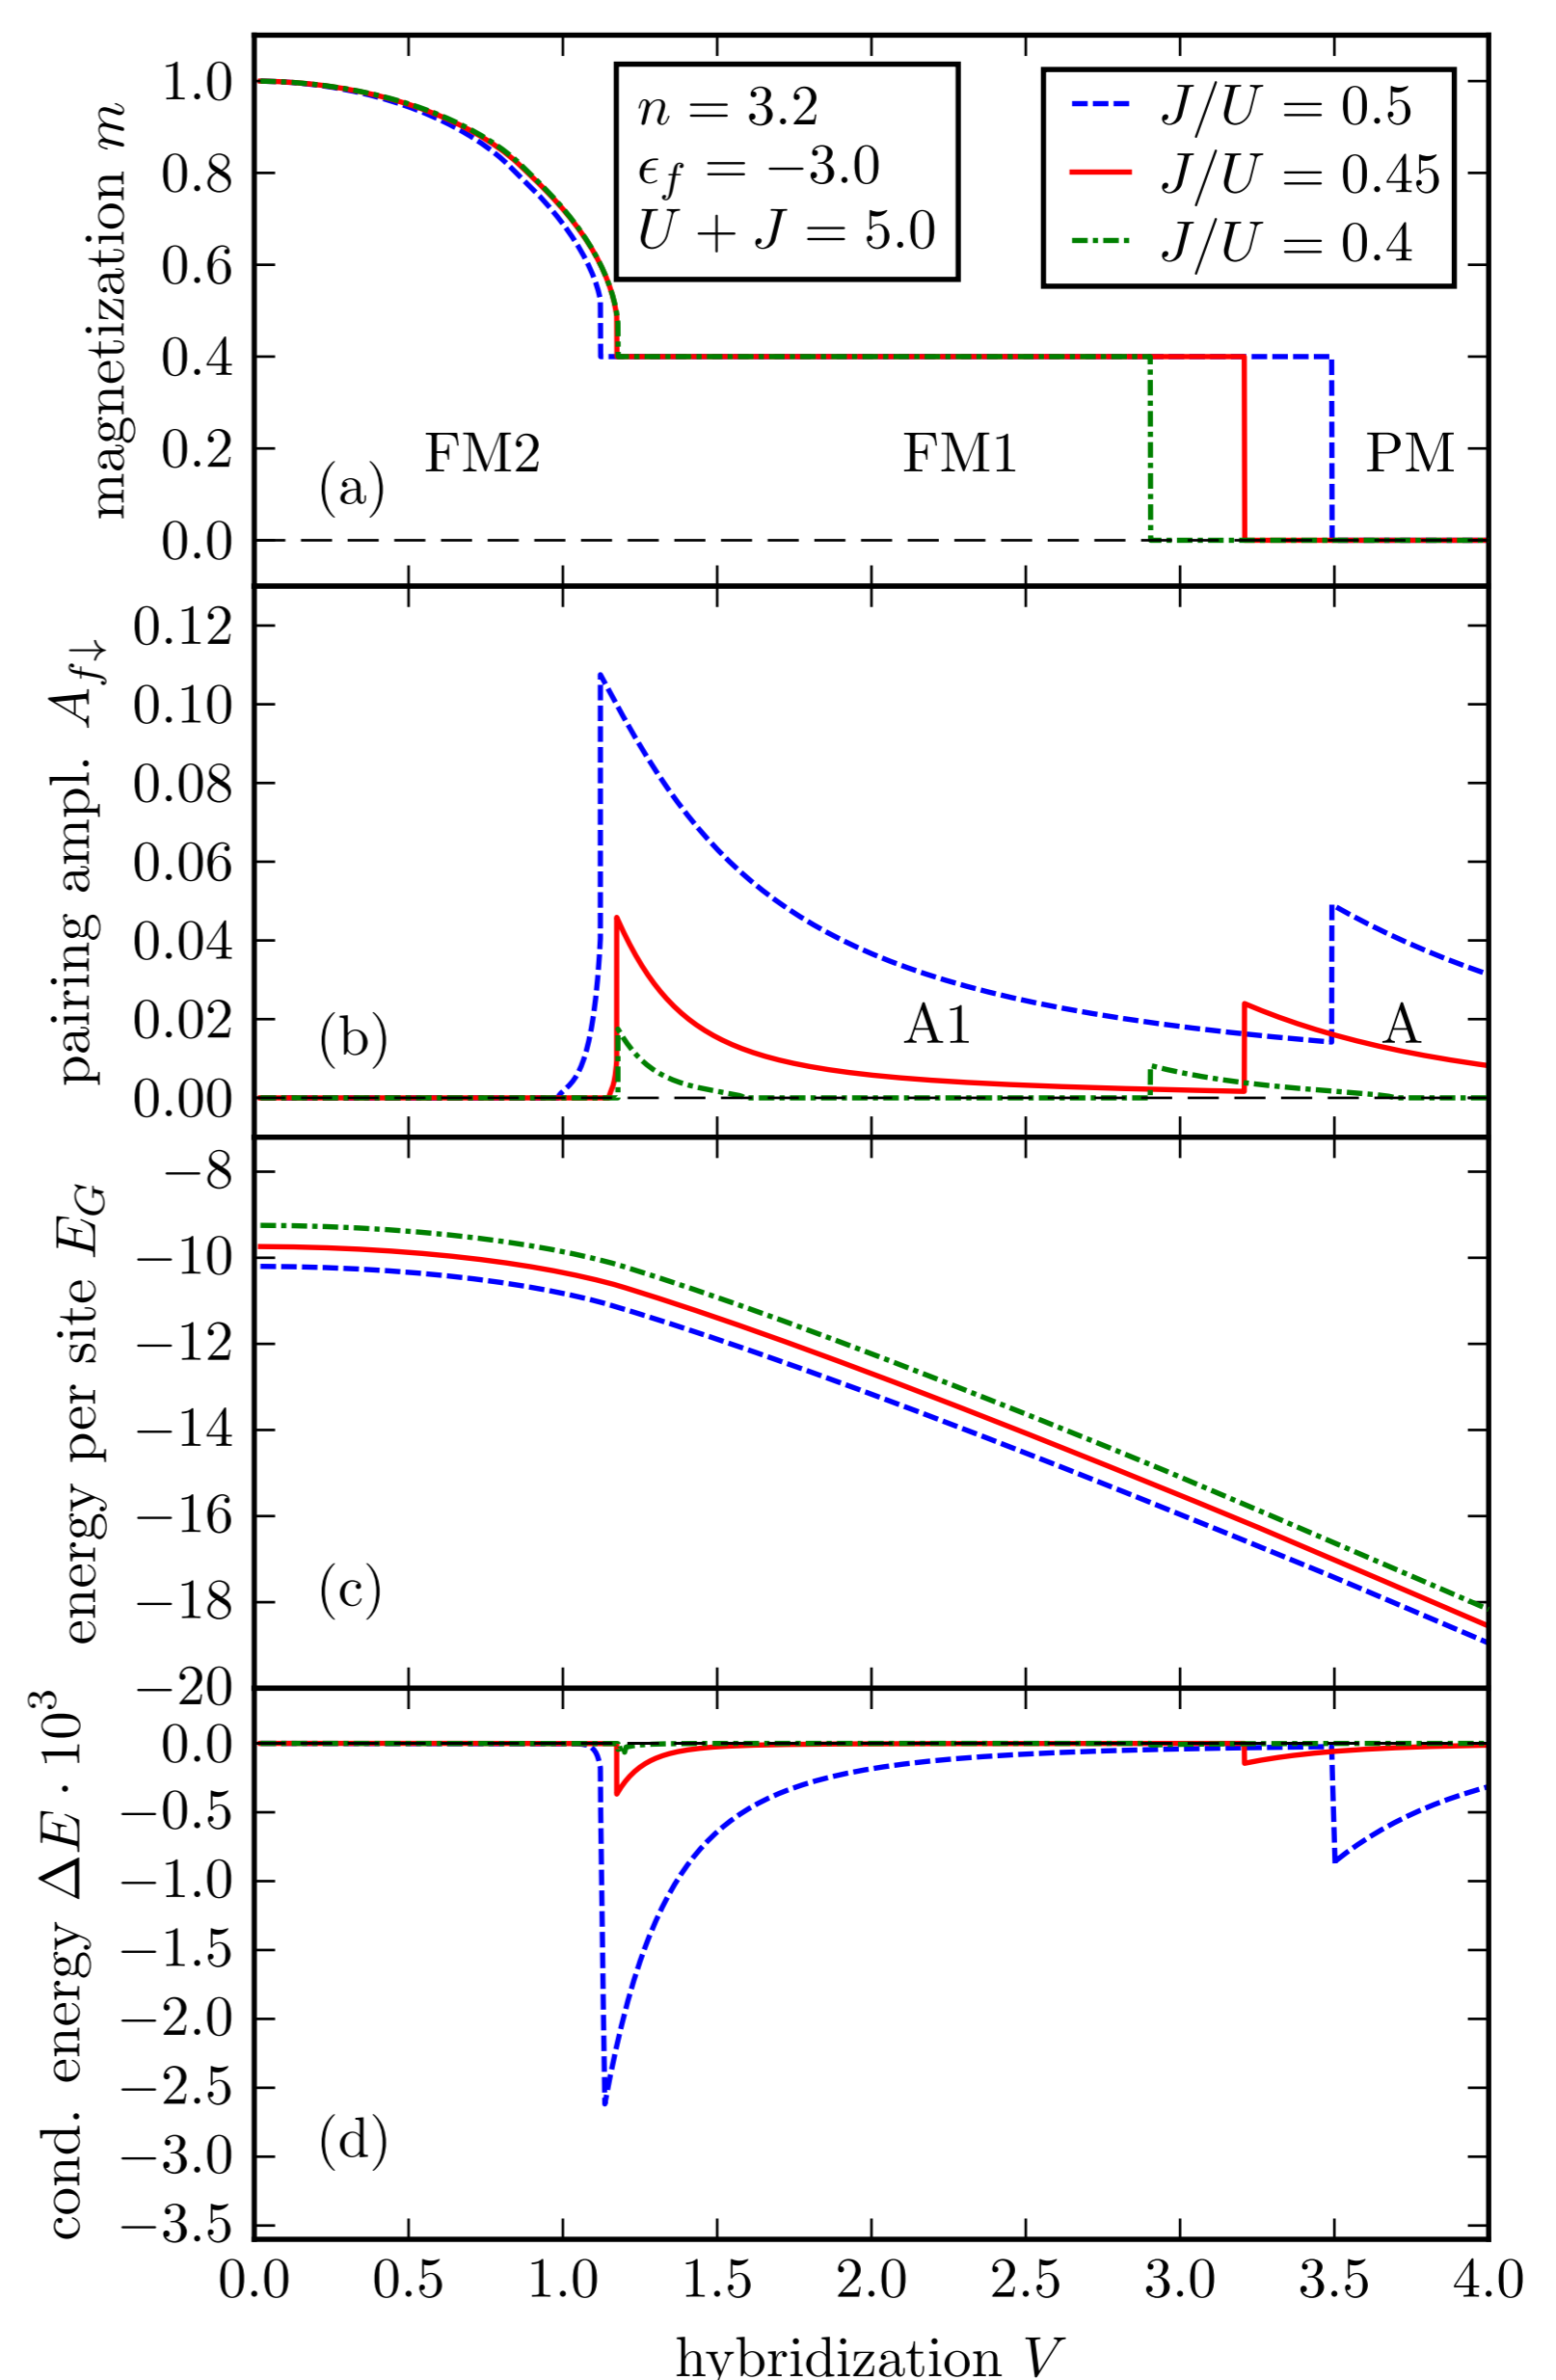 magnetization m
1.0
0.8
0.6
0.4
0.2
0.0
n = 3.2
ϵ_f = −3.0
U + J = 5.0
J/U = 0.5
J/U = 0.45
J/U = 0.4
FM2
FM1
PM
(a)
pairing ampl. A_{f↓}
0.12
0.10
0.08
0.06
0.04
0.02
0.00
A1
A
(b)
energy per site E_G
−8
−10
−12
−14
−16
−18
−20
(c)
cond. energy ΔE · 10³
0.0
−0.5
−1.0
−1.5
−2.0
−2.5
−3.0
−3.5
(d)
0.0 0.5 1.0 1.5 2.0 2.5 3.0 3.5 4.0
hybridization V